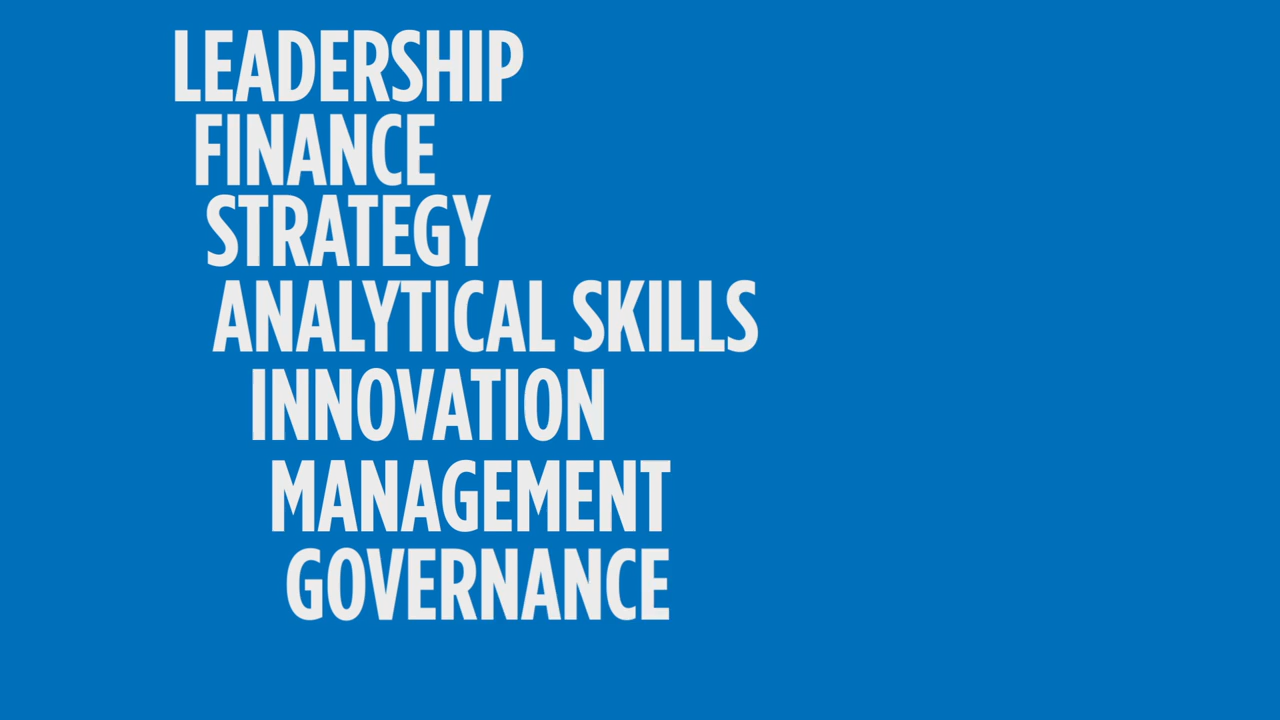 LEADERSHIP
FINANCE
STRATEGY
ANALYTICAL SKILLS
INNOVATION
MANAGEMENT
GOVERNANCE